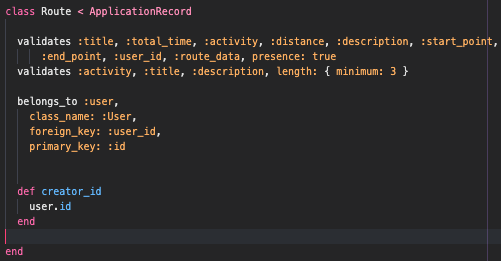 class Route < ApplicationRecord
validates :title, :total_time, :activity, :distance, :description, :start_point,
:end_point, :user_id, :route_data, presence: true
validates :activity, :title, :description, length: { minimum: 3 }
belongs_to :user,
class_name: :User,
foreign_key: :user_id,
primary_key: :id
def creator_id
user.id
end
end